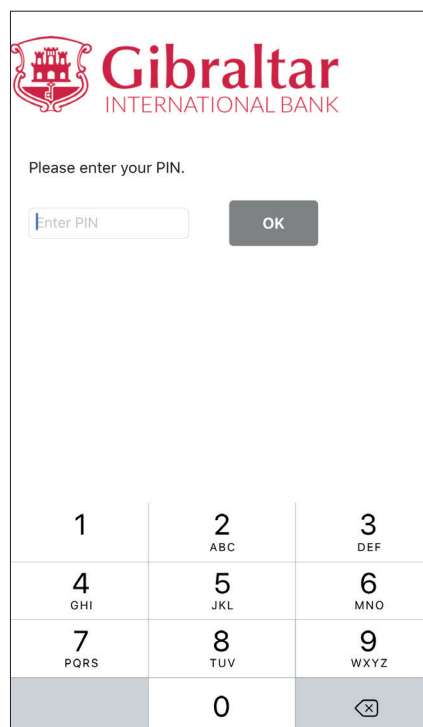 Gibraltar
INTERNATIONAL BANK
Please enter your PIN.
Enter PIN
OK
1
2
3
ABC
DEF
4
5
6
GHI
JKL
MNO
7
8
9
PQRS
TUV
WXYZ
0